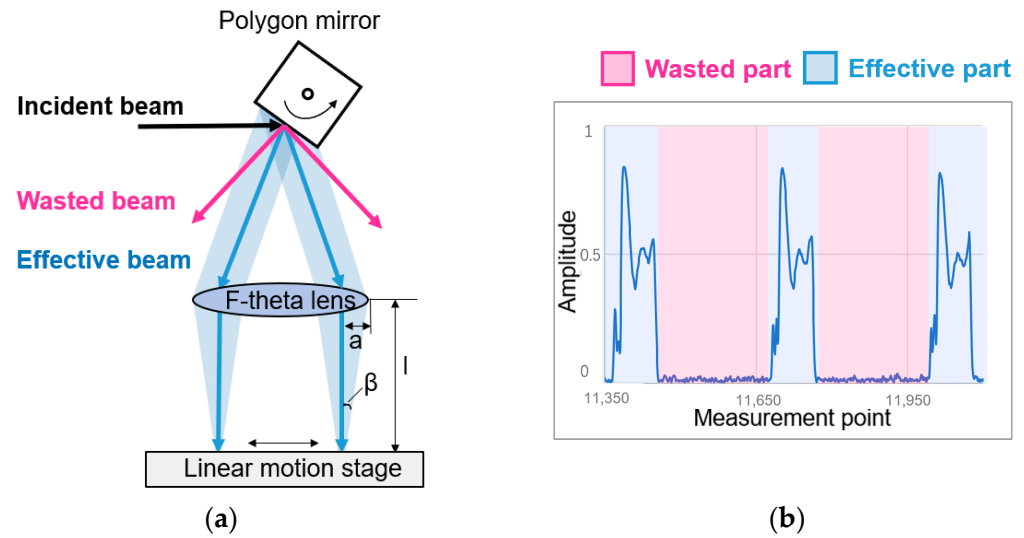 Polygon mirror
Incident beam
Wasted beam
Effective beam
F-theta lens
a
l
β
Linear motion stage
(a)
Wasted part Effective part
Amplitude
1
0.5
0
11,350 11,650 11,950
Measurement point
(b)